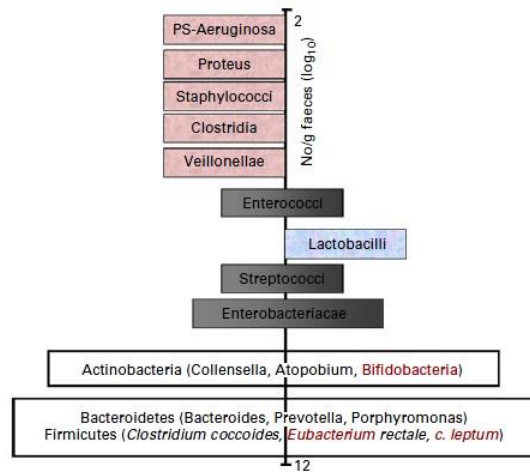 2
PS-Aeruginosa
Proteus
Staphylococci
Clostridia
Veillonellae
No/g faeces (log10)
Enterococci
Lactobacilli
Streptococci
Enterobacteriacae
Actinobacteria (Collensella, Atopobium, Bifidobacteria)
Bacteroidetes (Bacteroides, Prevotella, Porphyromonas)
Firmicutes (Clostridium coccoides, Eubacterium rectale, c. leptum)
12